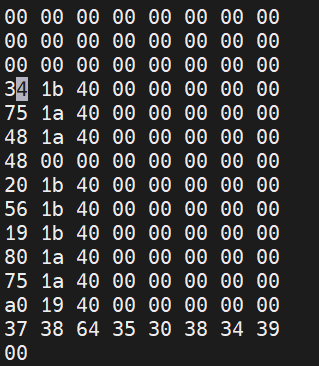 00 00 00 00 00 00 00 00
00 00 00 00 00 00 00 00
00 00 00 00 00 00 00 00
34 1b 40 00 00 00 00 00
75 1a 40 00 00 00 00 00
48 1a 40 00 00 00 00 00
48 00 00 00 00 00 00 00
20 1b 40 00 00 00 00 00
56 1b 40 00 00 00 00 00
19 1b 40 00 00 00 00 00
80 1a 40 00 00 00 00 00
75 1a 40 00 00 00 00 00
a0 19 40 00 00 00 00 00
37 38 64 35 30 38 34 39
00